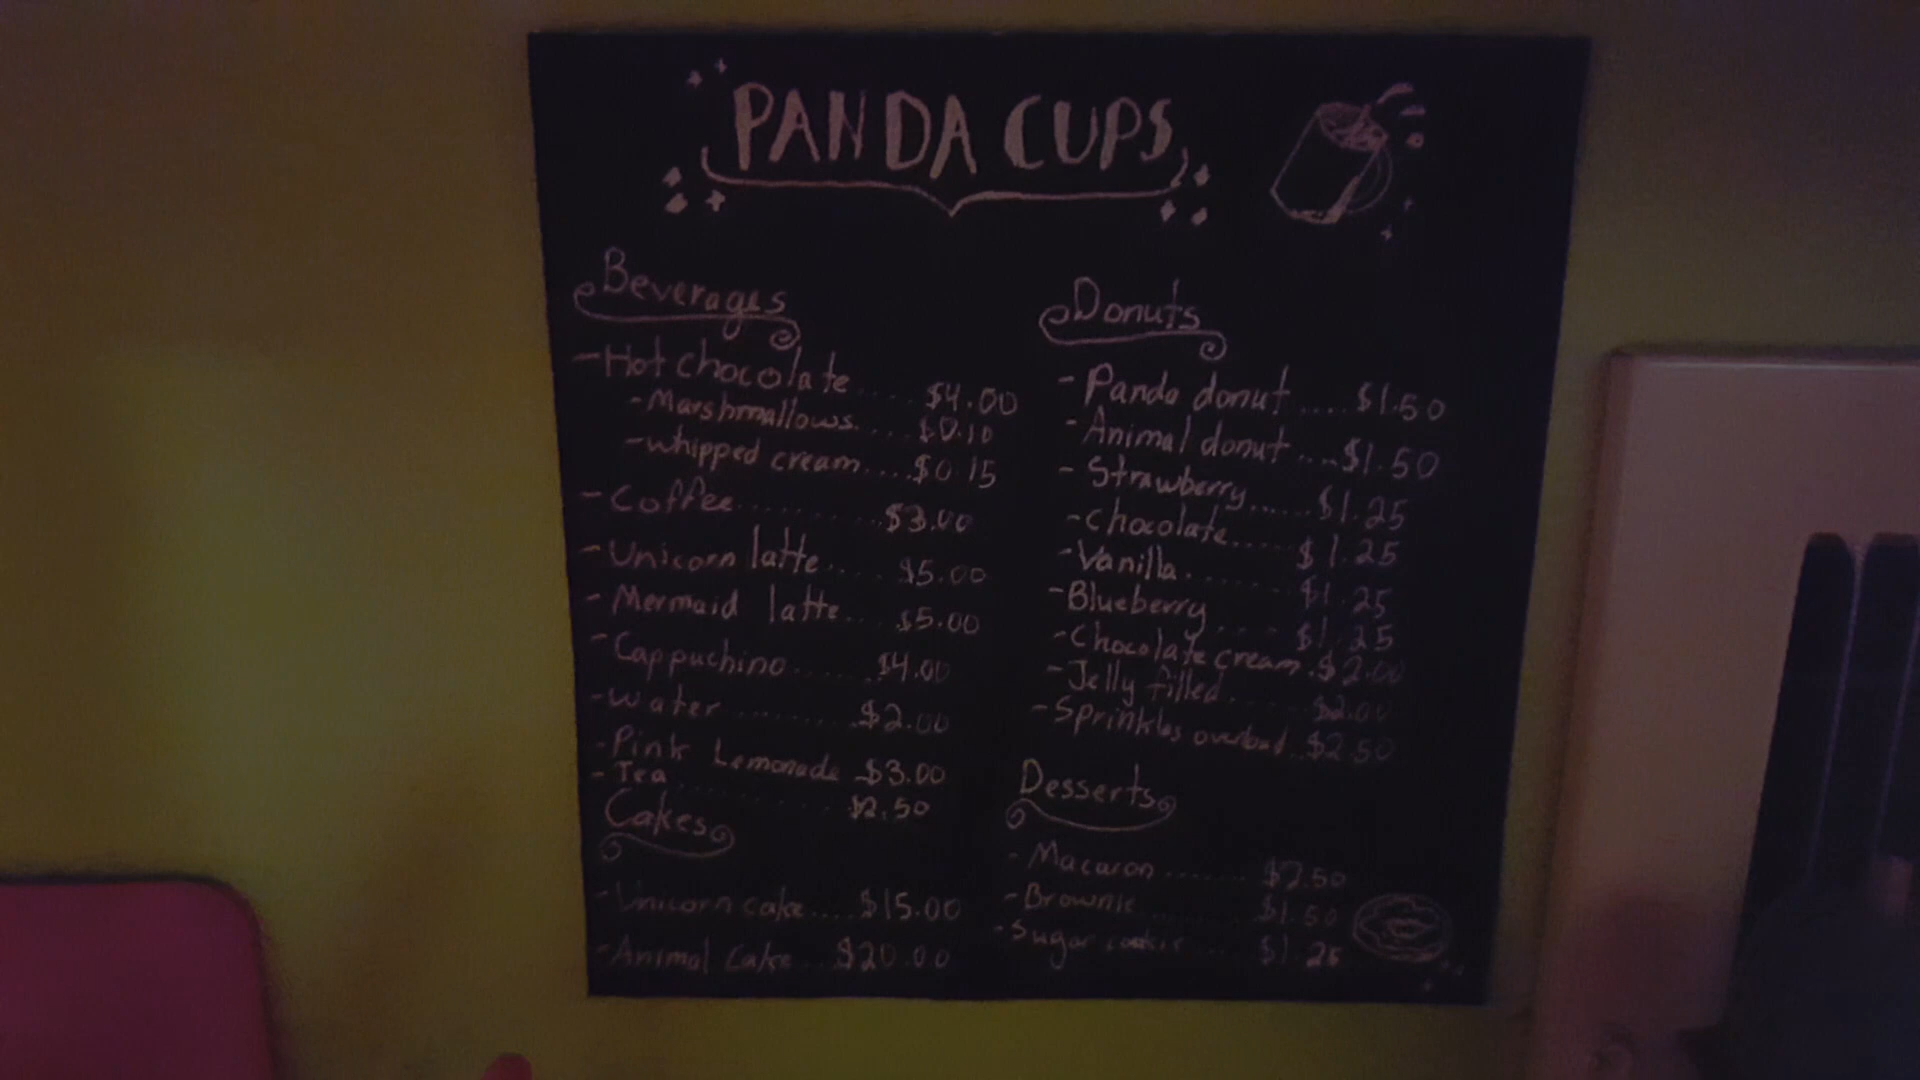 PANDA CUPS
Beverages
- Hot chocolate .... $4.00
- Marshmallows .... $0.10
- whipped cream .... $0.15
- Coffee .......... $3.00
- Unicorn latte .... $5.00
- Mermaid latte ... $5.00
- Cappuchino ...... $4.00
- Water .......... $2.00
- Pink Lemonade $3.00
- Tea .......... $2.50
Cakes
- Unicorn cake .... $15.00
- Animal Cake ... $20.00
Donuts
- Panda donut .... $1.50
- Animal donut .... $1.50
- Strawberry ...... $1.25
- Chocolate ..... $1.25
- Vanilla ....... $1.25
- Blueberry ..... $1.25
- Chocolate cream . $2.00
- Jelly filled ...... $2.00
- Sprinkles .. $2.50
Desserts
- Macaron ....... $2.50
- Brownie ........ $1.50
- Sugar cookie .... $1.25